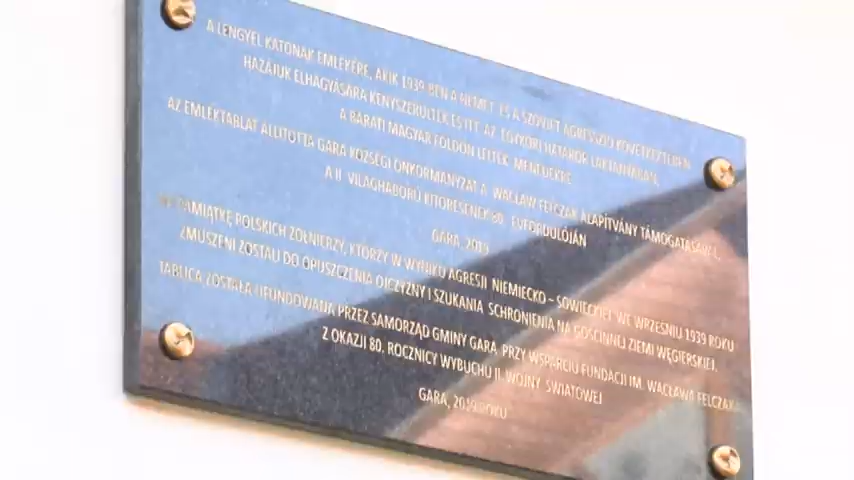 A LENGYEL KATONÁK EMLÉKÉRE, AKIK 1939-BEN A NÉMET ÉS A SZOVJET AGRESSZIÓ KÖVETKEZTÉBEN
HAZÁJUK ELHAGYÁSÁRA KÉNYSZERÜLTEK ÉS ITT, AZ EGYKORI HATÁRŐR LAKTANYÁBAN,
A BARÁTI MAGYAR FÖLDÖN LELTEK MENEDÉKRE.
AZ EMLÉKTÁBLÁT ÁLLÍTOTTA GARA KÖZSÉGI ÖNKORMÁNYZAT A WACŁAW FELCZAK ALAPÍTVÁNY TÁMOGATÁSÁVAL,
A II. VILÁGHÁBORÚ KITÖRÉSÉNEK 80. ÉVFORDULÓJÁN
GARA, 2019
KU PAMIĄTKĘ POLSKICH ŻOŁNIERZY, KTÓRZY W WYNIKU AGRESJI NIEMIECKO – SOWIECKIEJ WE WRZEŚNIU 1939 ROKU
ZMUSZENI ZOSTALI DO OPUSZCZENIA OJCZYZNY I SZUKANIA SCHRONIENIA NA GOŚCINNEJ ZIEMI WĘGIERSKIEJ.
TABLICA ZOSTAŁA UFUNDOWANA PRZEZ SAMORZĄD GMINY GARA PRZY WSPARCIU FUNDACJI IM. WACŁAWA FELCZAKA
Z OKAZJI 80. ROCZNICY WYBUCHU II. WOJNY ŚWIATOWEJ
GARA, 2019 ROKU